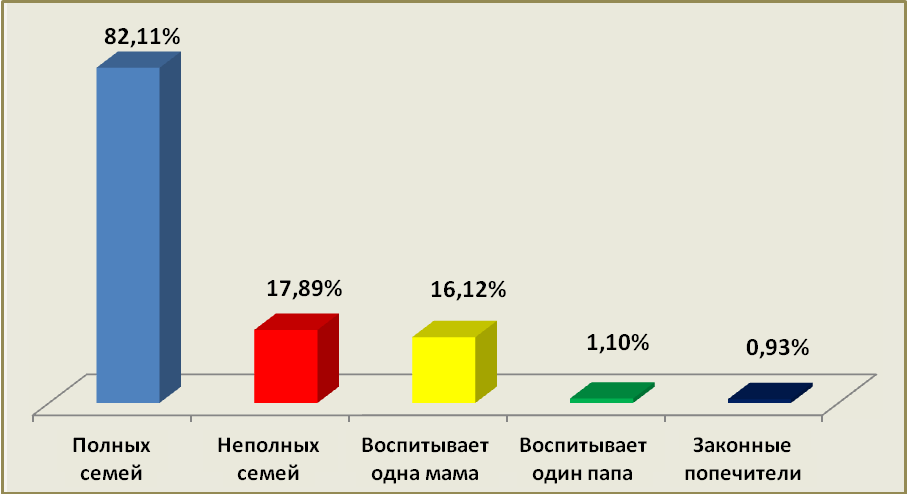 82,11%
17,89%
16,12%
1,10%
0,93%
Полных
семей
Неполных
семей
Воспитывает
одна мама
Воспитывает
один папа
Законные
попечители